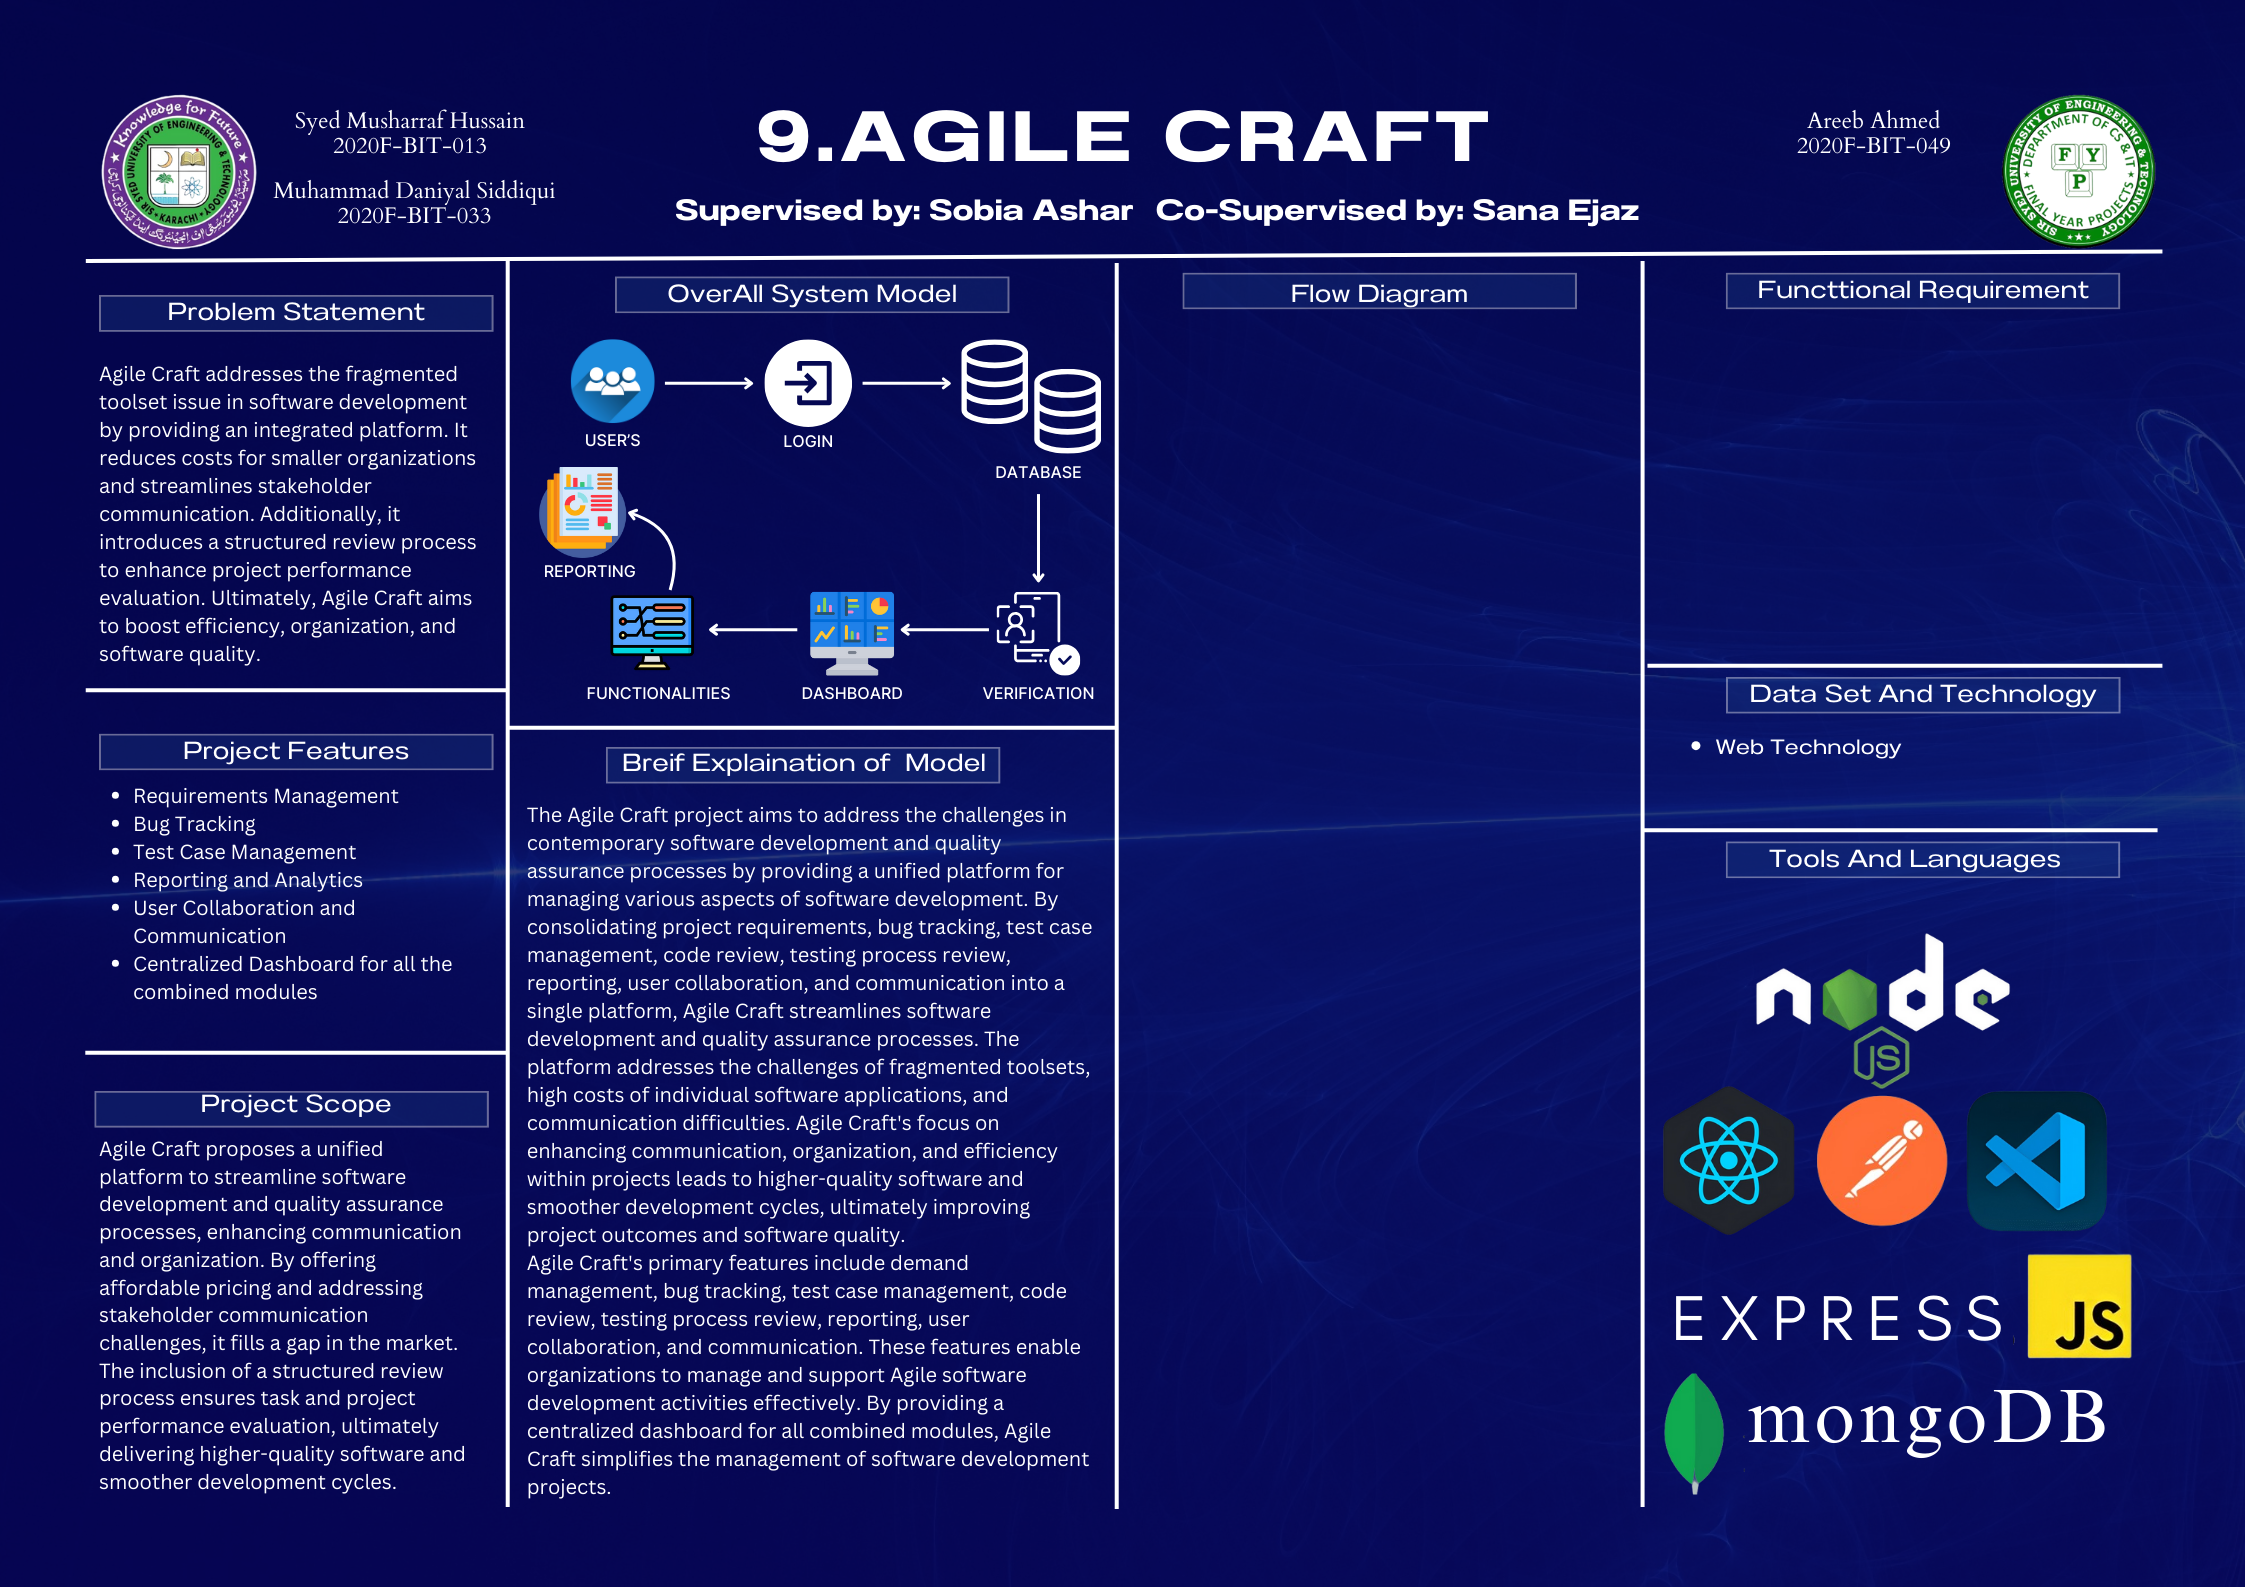 Knowledge for Future
SIR SYED UNIVERSITY OF ENGINEERING & TECHNOLOGY
KARACHI
Syed Musharraf Hussain
2020F-BIT-013
Muhammad Daniyal Siddiqui
2020F-BIT-033
9.AGILE CRAFT
Supervised by: Sobia Ashar Co-Supervised by: Sana Ejaz
Areeb Ahmed
2020F-BIT-049
SIR SYED UNIVERSITY OF ENGINEERING & TECHNOLOGY
DEPARTMENT OF CS & IT
F Y
P
FINAL YEAR PROJECTS
Problem Statement
Agile Craft addresses the fragmented
toolset issue in software development
by providing an integrated platform. It
reduces costs for smaller organizations
and streamlines stakeholder
communication. Additionally, it
introduces a structured review process
to enhance project performance
evaluation. Ultimately, Agile Craft aims
to boost efficiency, organization, and
software quality.
Project Features
• Requirements Management
• Bug Tracking
• Test Case Management
• Reporting and Analytics
• User Collaboration and
Communication
• Centralized Dashboard for all the
combined modules
Project Scope
Agile Craft proposes a unified
platform to streamline software
development and quality assurance
processes, enhancing communication
and organization. By offering
affordable pricing and addressing
stakeholder communication
challenges, it fills a gap in the market.
The inclusion of a structured review
process ensures task and project
performance evaluation, ultimately
delivering higher-quality software and
smoother development cycles.
OverAll System Model
USER'S
LOGIN
DATABASE
REPORTING
FUNCTIONALITIES
DASHBOARD
VERIFICATION
Breif Explaination of Model
The Agile Craft project aims to address the challenges in
contemporary software development and quality
assurance processes by providing a unified platform for
managing various aspects of software development. By
consolidating project requirements, bug tracking, test case
management, code review, testing process review,
reporting, user collaboration, and communication into a
single platform, Agile Craft streamlines software
development and quality assurance processes. The
platform addresses the challenges of fragmented toolsets,
high costs of individual software applications, and
communication difficulties. Agile Craft's focus on
enhancing communication, organization, and efficiency
within projects leads to higher-quality software and
smoother development cycles, ultimately improving
project outcomes and software quality.
Agile Craft's primary features include demand
management, bug tracking, test case management, code
review, testing process review, reporting, user
collaboration, and communication. These features enable
organizations to manage and support Agile software
development activities effectively. By providing a
centralized dashboard for all combined modules, Agile
Craft simplifies the management of software development
projects.
Flow Diagram
Functtional Requirement
Data Set And Technology
• Web Technology
Tools And Languages
node
JS
EXPRESS
JS
mongoDB